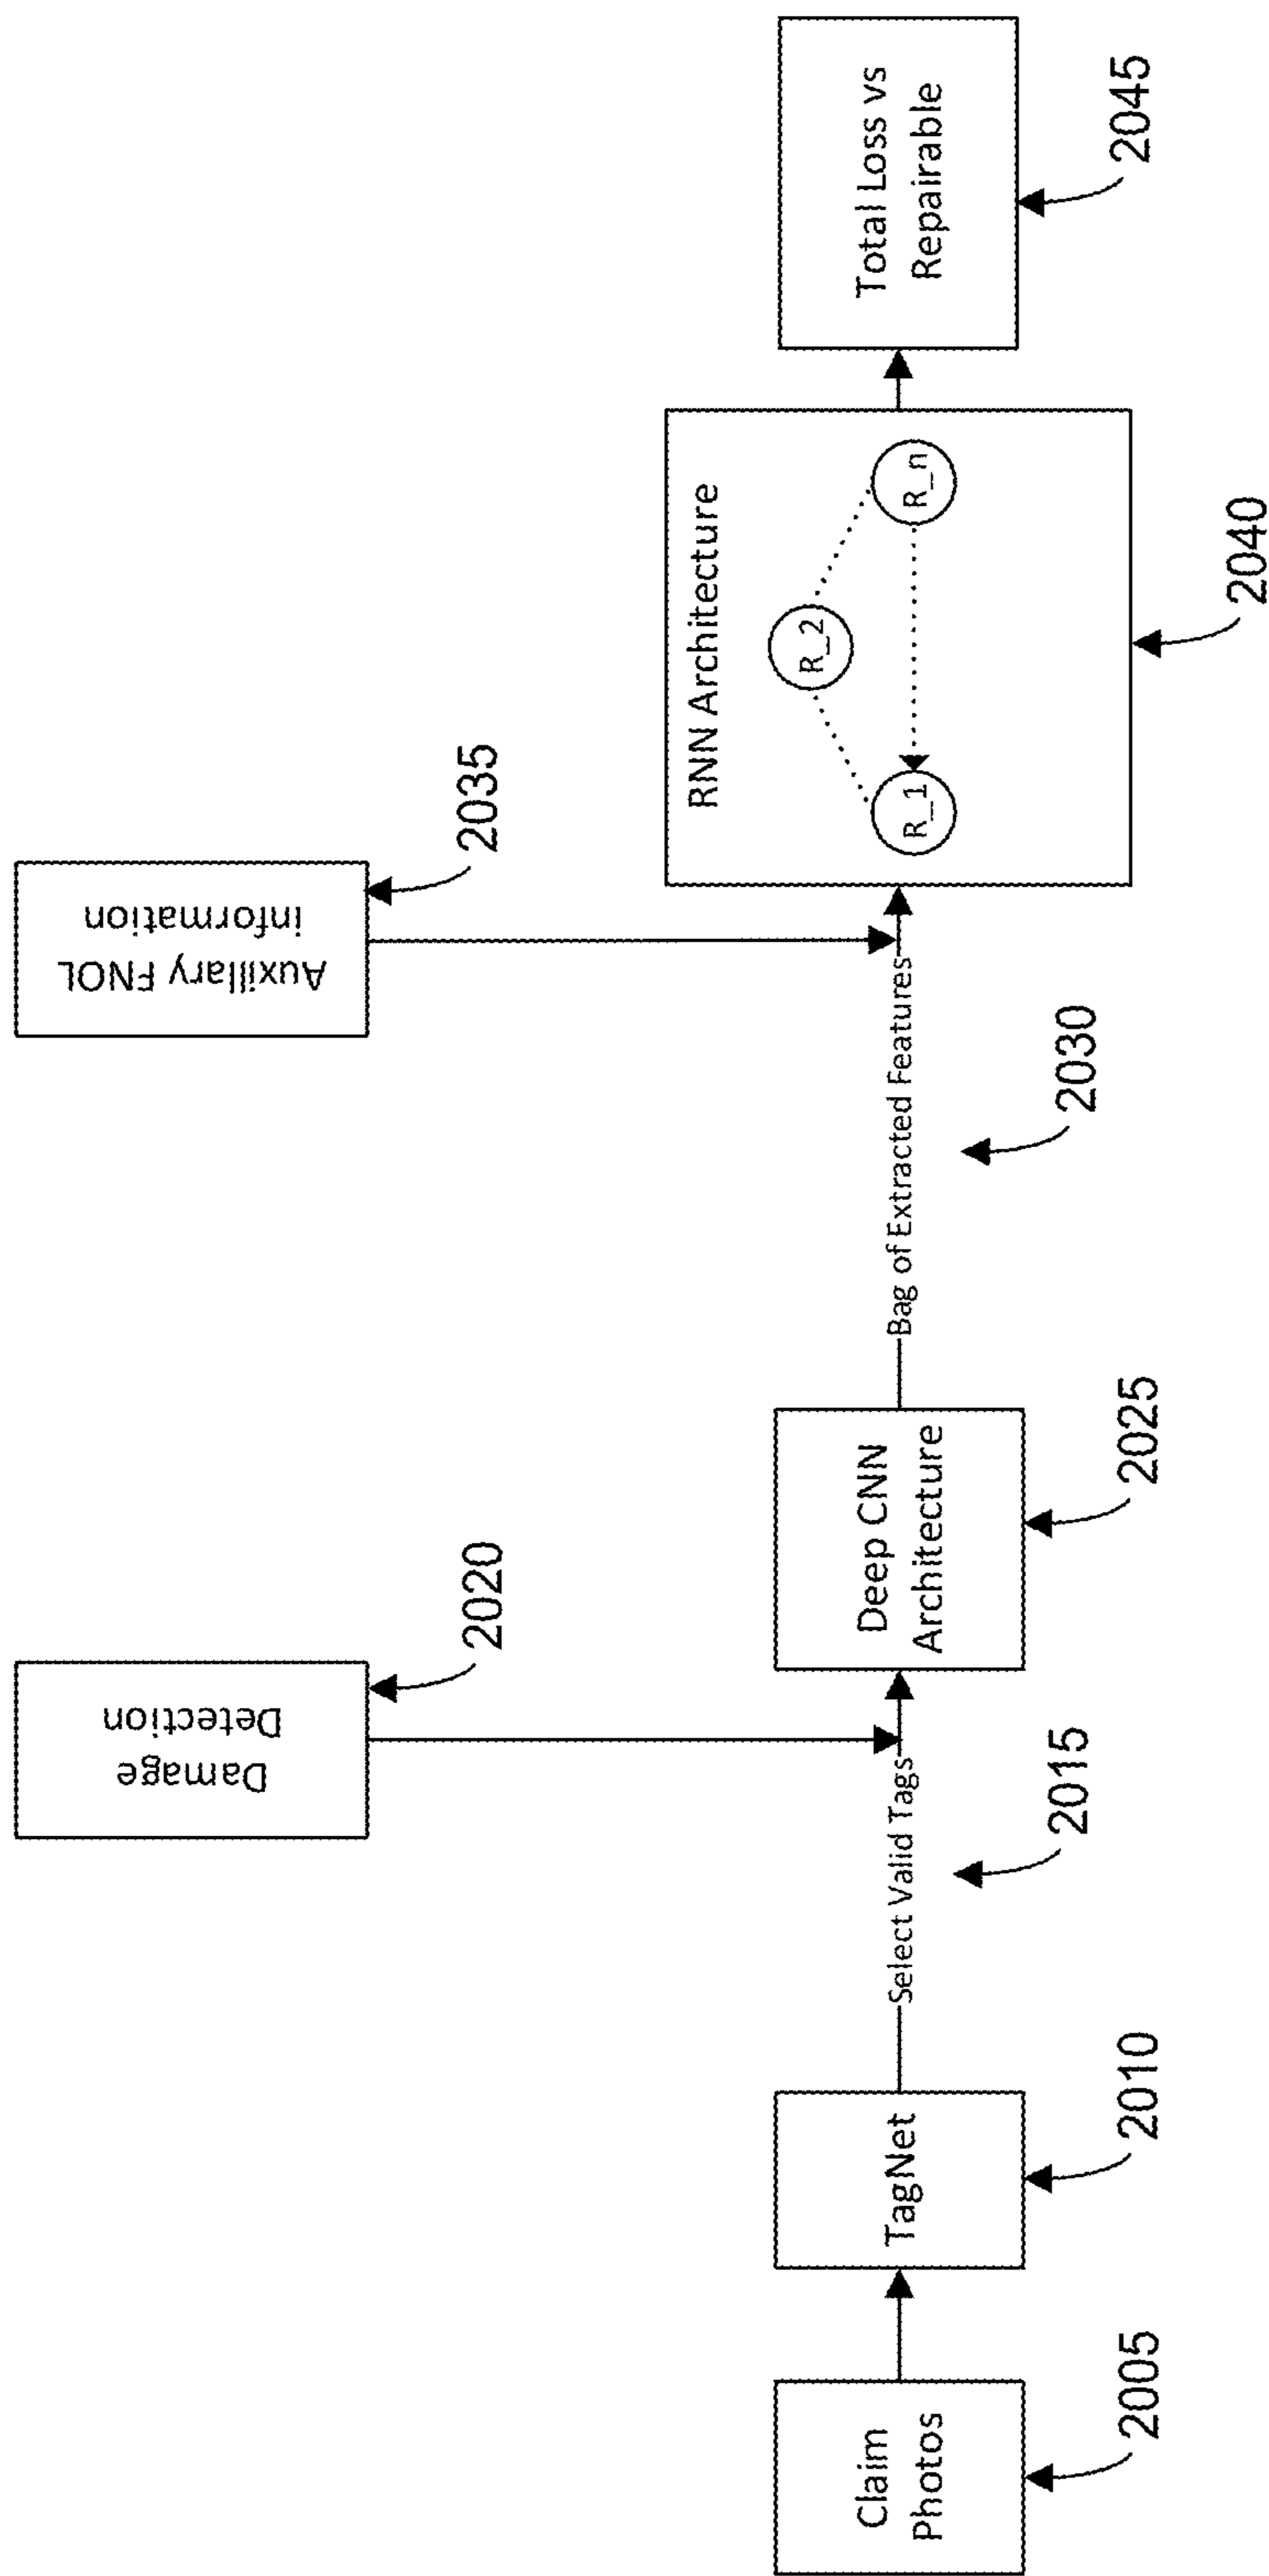 Claim
Photos
2005
TagNet
2010
Select Valid Tags
2015
Damage
Detection
2020
Deep CNN
Architecture
2025
Bag of Extracted Features
2030
Auxillary FNOL
information
2035
RNN Architecture
R_1
R_2
R_n
2040
Total Loss vs
Repairable
2045